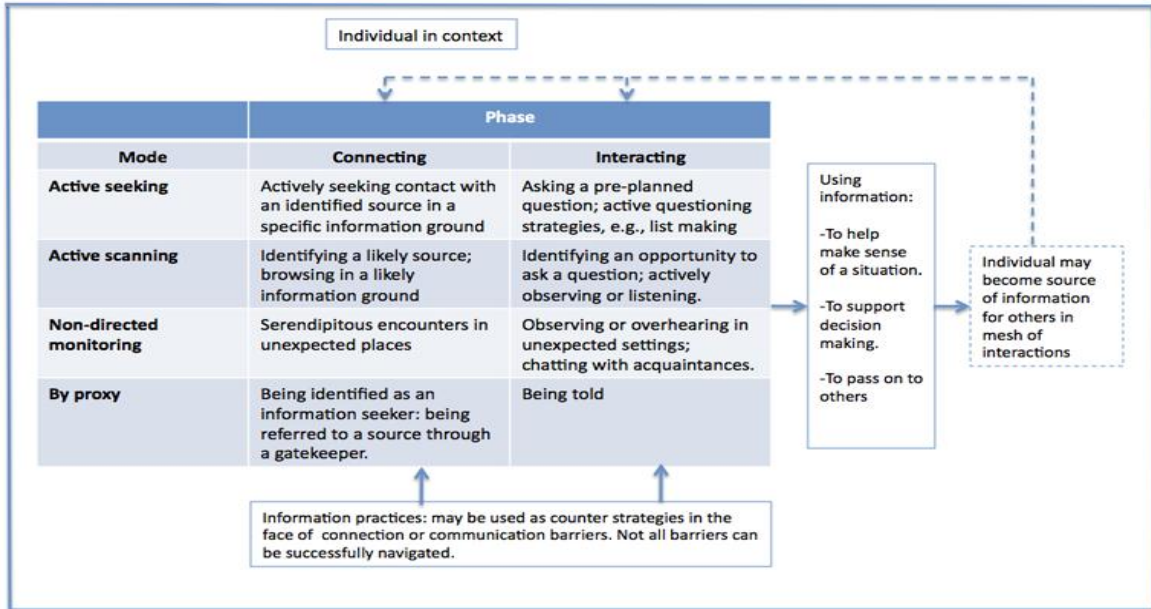 Individual in context
Phase
Mode
Connecting
Interacting
Active seeking
Actively seeking contact with
an identified source in a
specific information ground
Asking a pre-planned
question; active questioning
strategies, e.g., list making
Active scanning
Identifying a likely source;
browsing in a likely
information ground
Identifying an opportunity to
ask a question; actively
observing or listening.
Non-directed
monitoring
Serendipitous encounters in
unexpected places
Observing or overhearing in
unexpected settings;
chatting with acquaintances.
By proxy
Being identified as an
information seeker: being
referred to a source through
a gatekeeper.
Being told
Using
information:
-To help
make sense
of a situation.
-To support
decision
making.
-To pass on to
others
Individual may
become source
of information
for others in
mesh of
interactions
Information practices: may be used as counter strategies in the
face of connection or communication barriers. Not all barriers can
be successfully navigated.